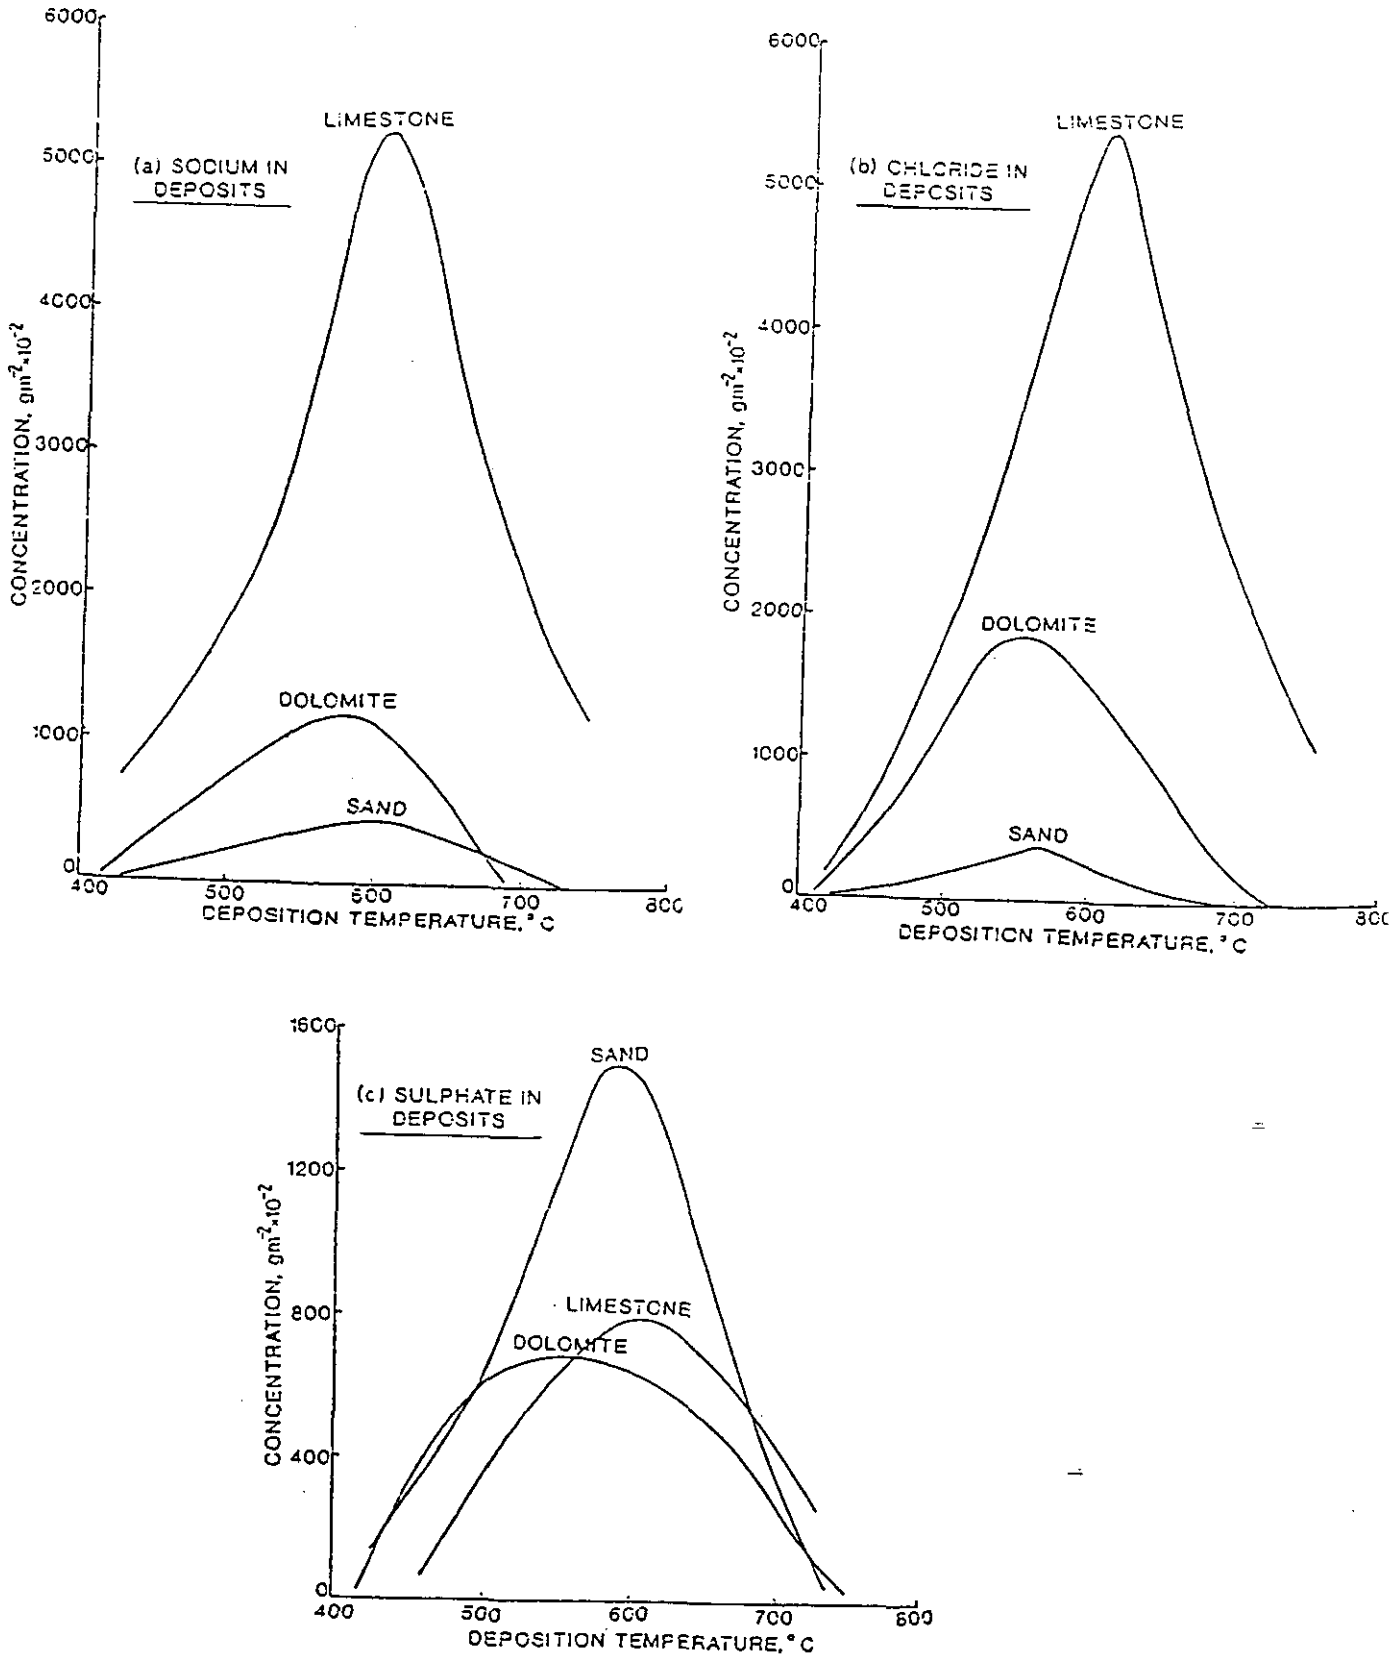 6000
5000
4000
3000
2000
1000
0
CONCENTRATION, gm⁻²×10⁻²
(a) SODIUM IN
DEPOSITS
LIMESTONE
DOLOMITE
SAND
400 500 600 700 800
DEPOSITION TEMPERATURE, °C
6000
5000
4000
3000
2000
1000
0
CONCENTRATION, gm⁻²×10⁻²
(b) CHLORIDE IN
DEPOSITS
LIMESTONE
DOLOMITE
SAND
400 500 600 700 800
DEPOSITION TEMPERATURE, °C
1600
1200
800
400
0
CONCENTRATION, gm⁻²×10⁻²
(c) SULPHATE IN
DEPOSITS
SAND
LIMESTONE
DOLOMITE
400 500 600 700 800
DEPOSITION TEMPERATURE, °C